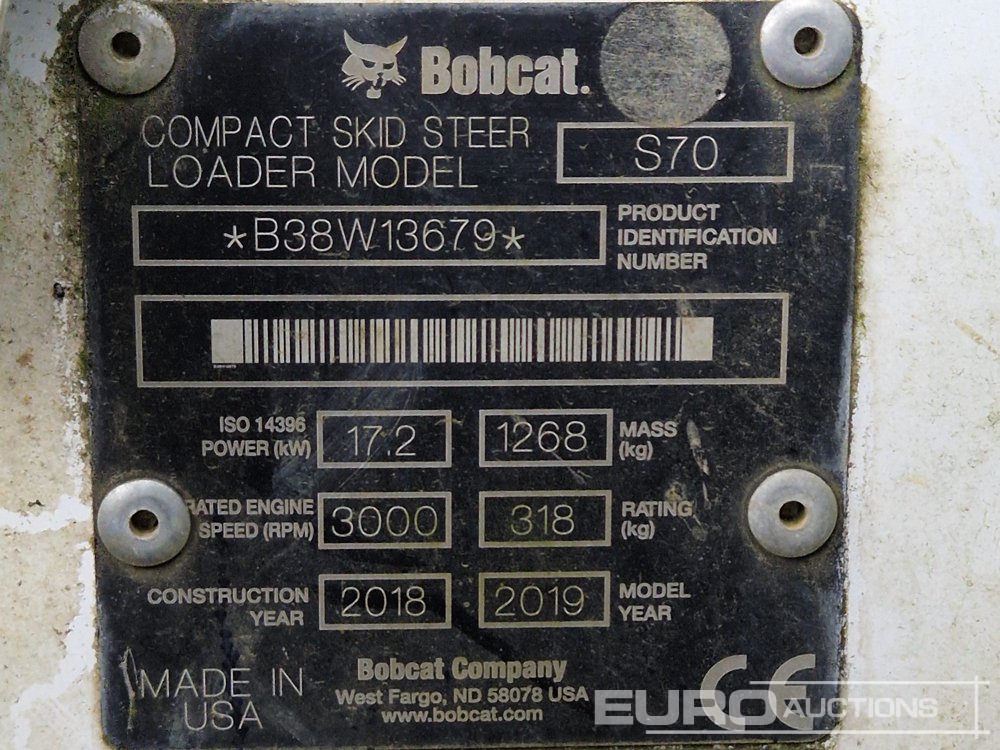 Bobcat.
COMPACT SKID STEER
LOADER MODEL
S70
*B38W13679*
PRODUCT
IDENTIFICATION
NUMBER
ISO 14396
POWER (kW)
17.2
1268
MASS
(kg)
RATED ENGINE
SPEED (RPM)
3000
318
RATING
(kg)
CONSTRUCTION
YEAR
2018
2019
MODEL
YEAR
MADE IN
USA
Bobcat Company
West Fargo, ND 58078 USA
www.bobcat.com
CE
EURO AUCTIONS